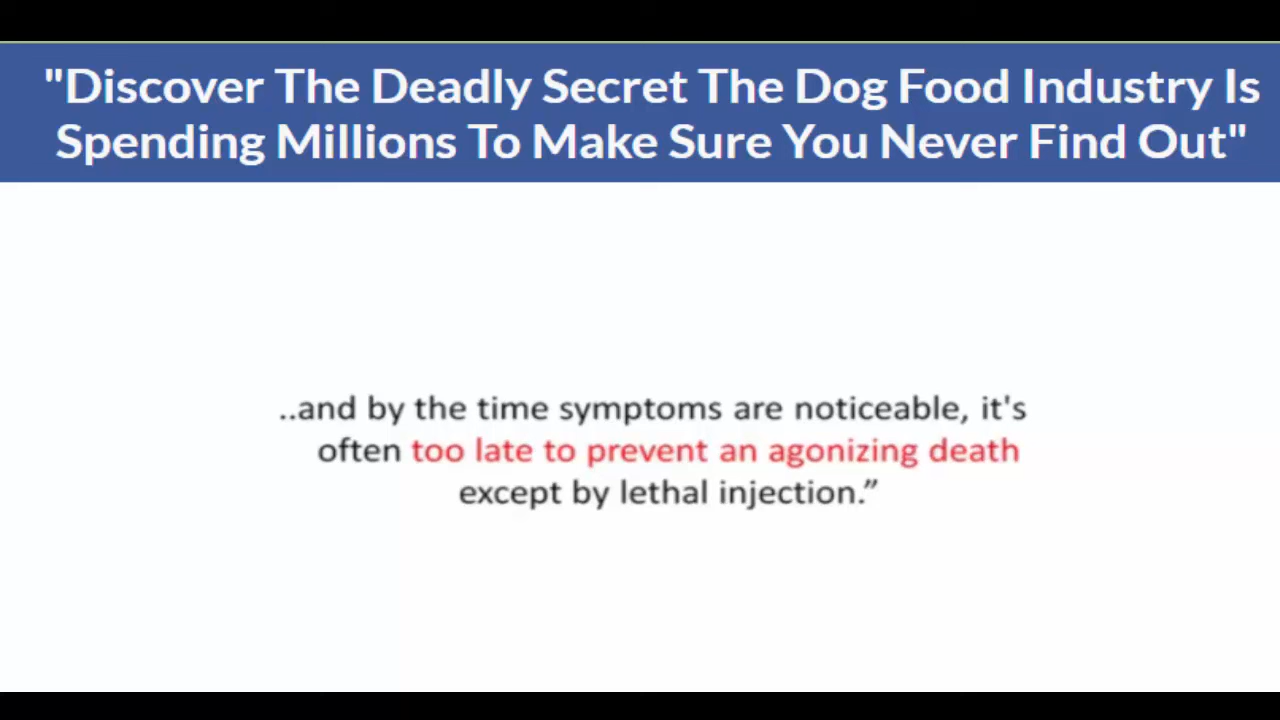 "Discover The Deadly Secret The Dog Food Industry Is
Spending Millions To Make Sure You Never Find Out"
..and by the time symptoms are noticeable, it's
often too late to prevent an agonizing death
except by lethal injection.”